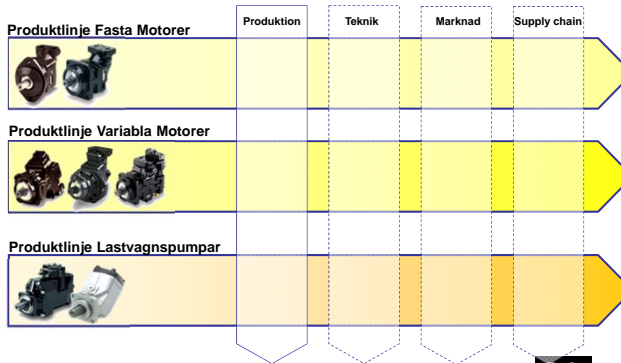 Produktion Teknik Marknad Supply chain
Produktlinje Fasta Motorer
Produktlinje Variabla Motorer
Produktlinje Lastvagnspumpar